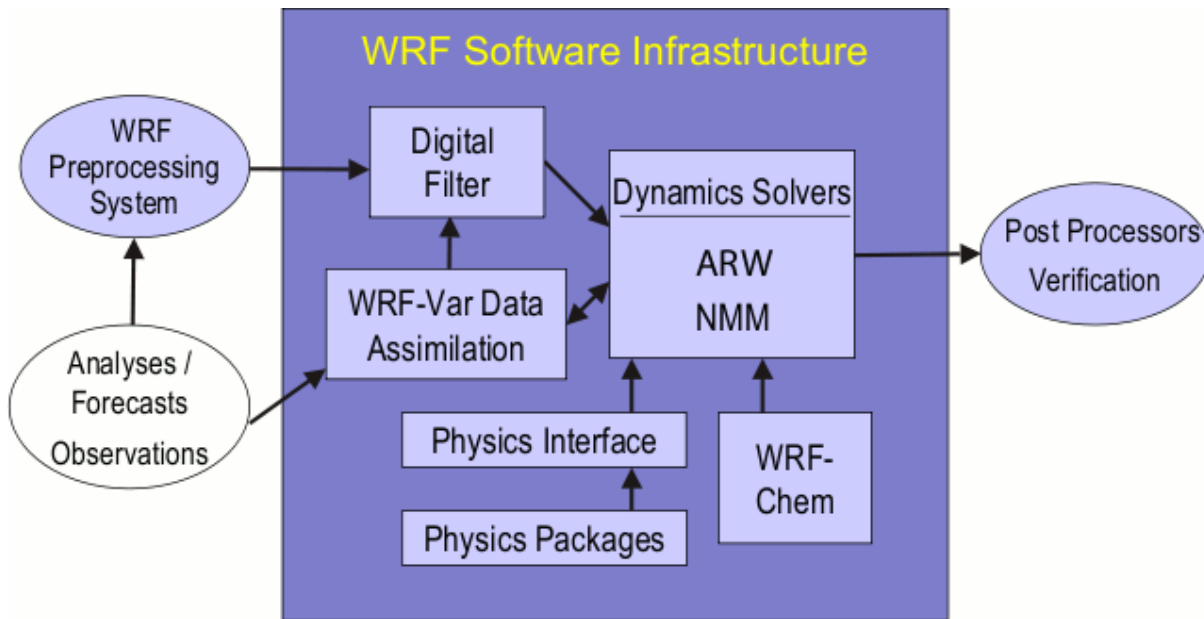 WRF Software Infrastructure
WRF
Preprocessing
System
Digital
Filter
Dynamics Solvers
ARW
NMM
Post Processors
Verification
WRF-Var Data
Assimilation
Analyses /
Forecasts
Observations
Physics Interface
WRF-
Chem
Physics Packages